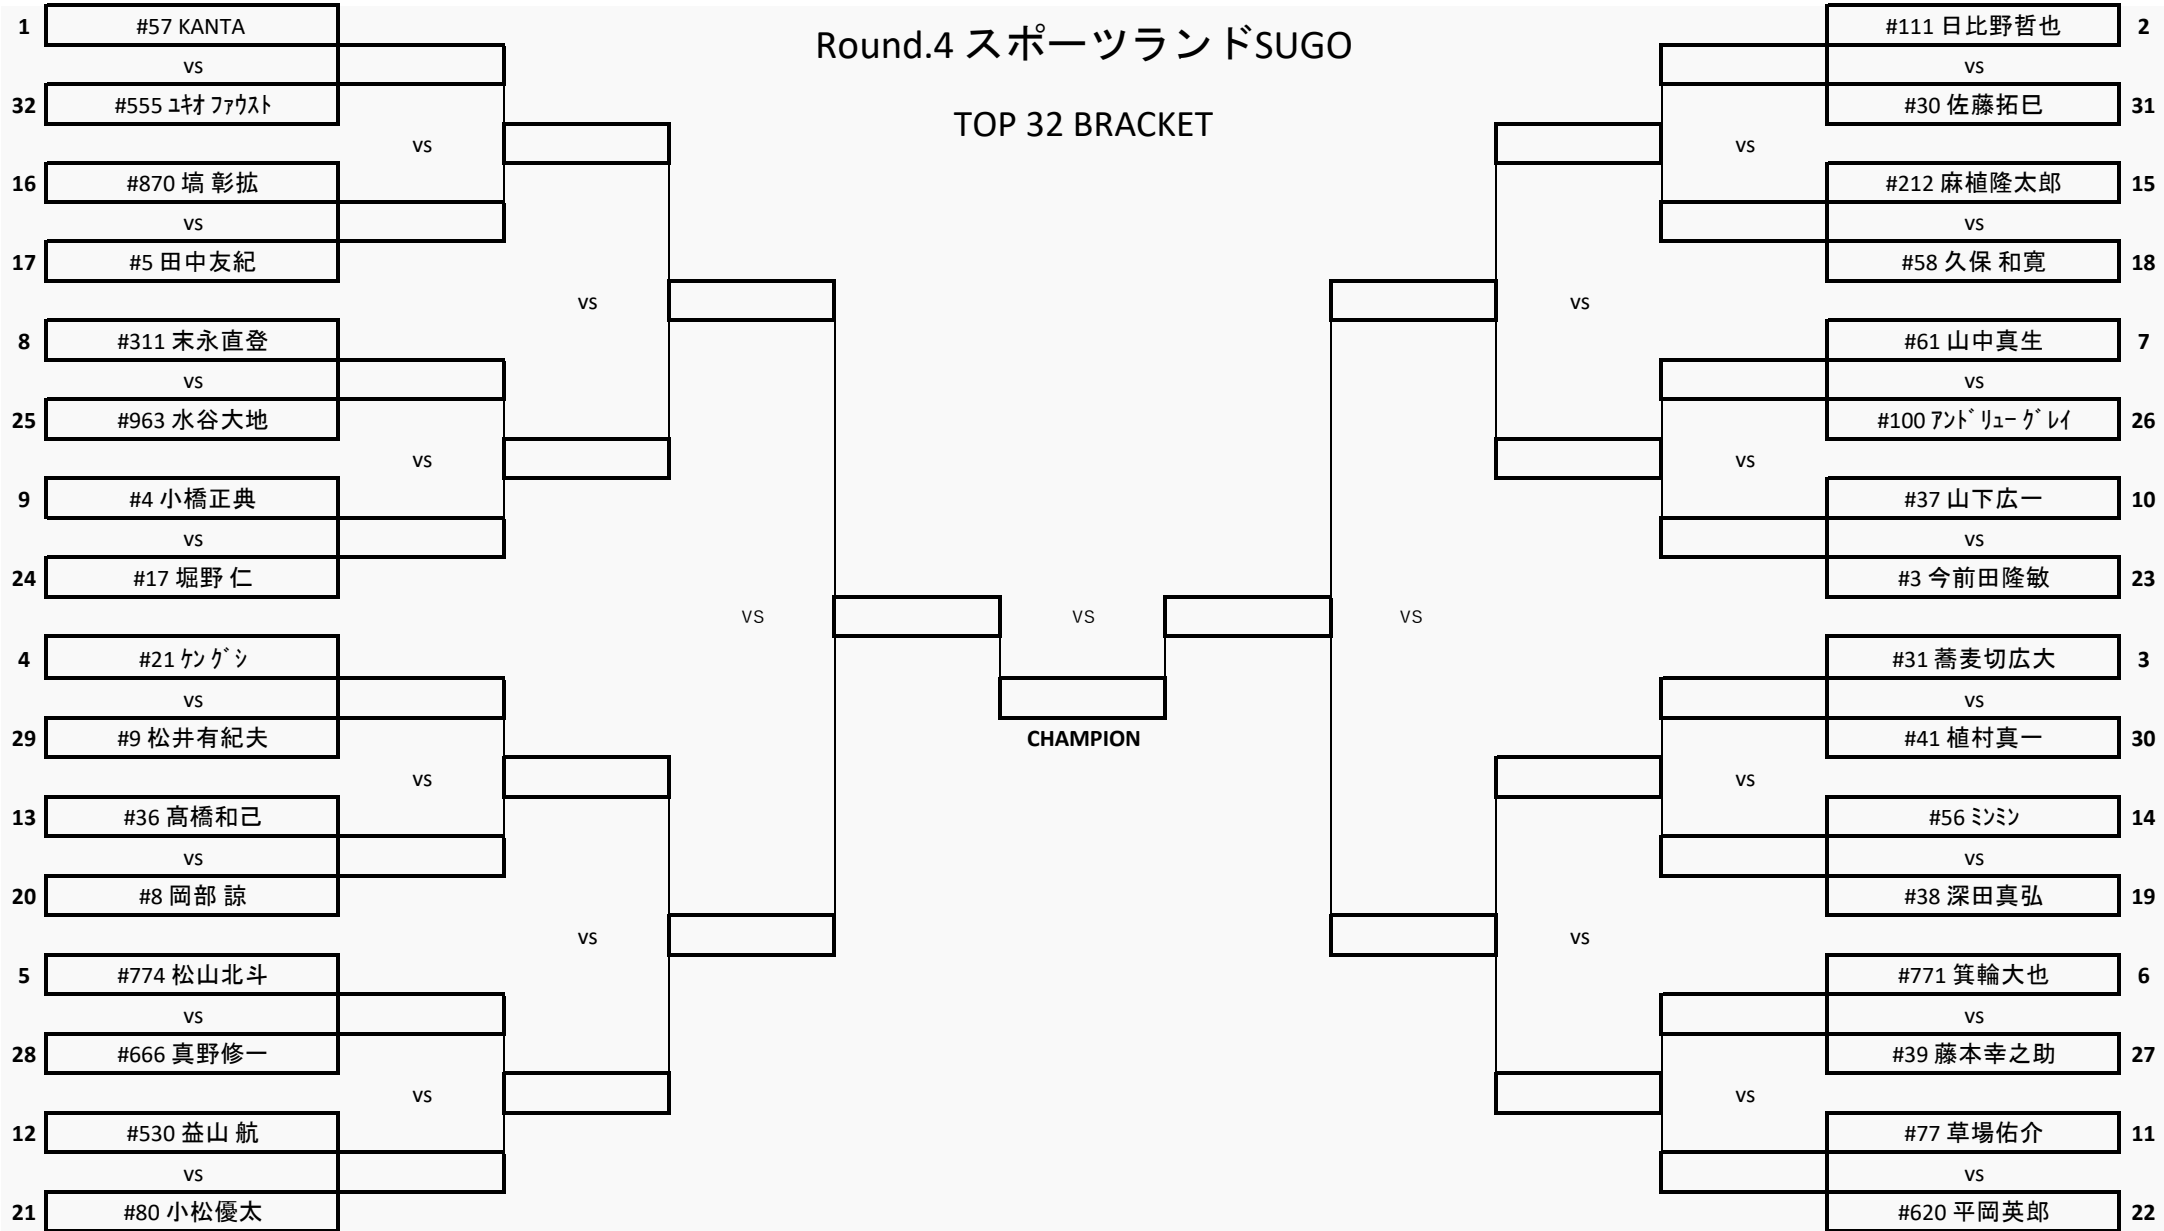 Round.4 スポーツランドSUGO
TOP 32 BRACKET
1 #57 KANTA
vs
32 #555 ﾕｷｵ ﾌｧｳｽﾄ
vs
16 #870 塙 彰拡
vs
17 #5 田中友紀
vs
8 #311 末永直登
vs
25 #963 水谷大地
vs
9 #4 小橋正典
vs
24 #17 堀野 仁
vs
4 #21 ｹﾝ ｸﾞｼ
vs
29 #9 松井有紀夫
vs
13 #36 髙橋和己
vs
20 #8 岡部 諒
vs
5 #774 松山北斗
vs
28 #666 真野修一
vs
12 #530 益山 航
vs
21 #80 小松優太
vs
CHAMPION
vs
#111 日比野哲也 2
vs
#30 佐藤拓巳 31
vs
#212 麻植隆太郎 15
vs
#58 久保 和寛 18
vs
#61 山中真生 7
vs
#100 ｱﾝﾄﾞﾘｭｰ ｸﾞﾚｲ 26
vs
#37 山下広一 10
vs
#3 今前田隆敏 23
vs
#31 蕎麦切広大 3
vs
#41 植村真一 30
vs
#56 ﾐﾝﾐﾝ 14
vs
#38 深田真弘 19
vs
#771 箕輪大也 6
vs
#39 藤本幸之助 27
vs
#77 草場佑介 11
vs
#620 平岡英郎 22